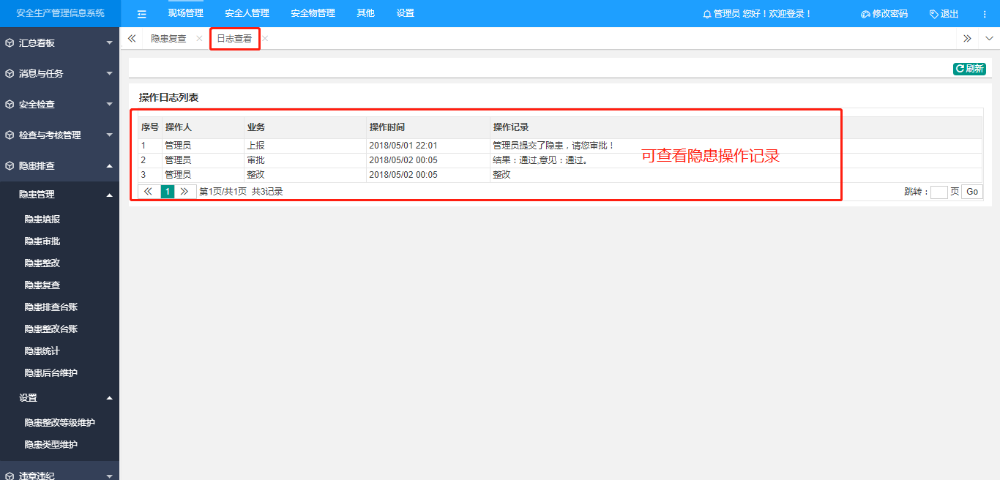 安全生产管理信息系统
现场管理 安全人管理 安全物管理 其他 设置
管理员 您好！欢迎登录！ 修改密码 退出
汇总看板
消息与任务
安全检查
检查与考核管理
隐患排查
隐患管理
隐患填报
隐患审批
隐患整改
隐患复查
隐患排查台账
隐患整改台账
隐患统计
隐患后台维护
设置
隐患整改等级维护
隐患类型维护
违章违纪
隐患复查 日志查看
刷新
操作日志列表
序号 操作人 业务 操作时间 操作记录
1 管理员 上报 2018/05/01 22:01 管理员提交了隐患，请您审批！
2 管理员 审批 2018/05/02 00:05 结果：通过,意见：通过。
3 管理员 整改 2018/05/02 00:05 整改
可查看隐患操作记录
1 第1页/共1页 共3记录 跳转： 页 Go